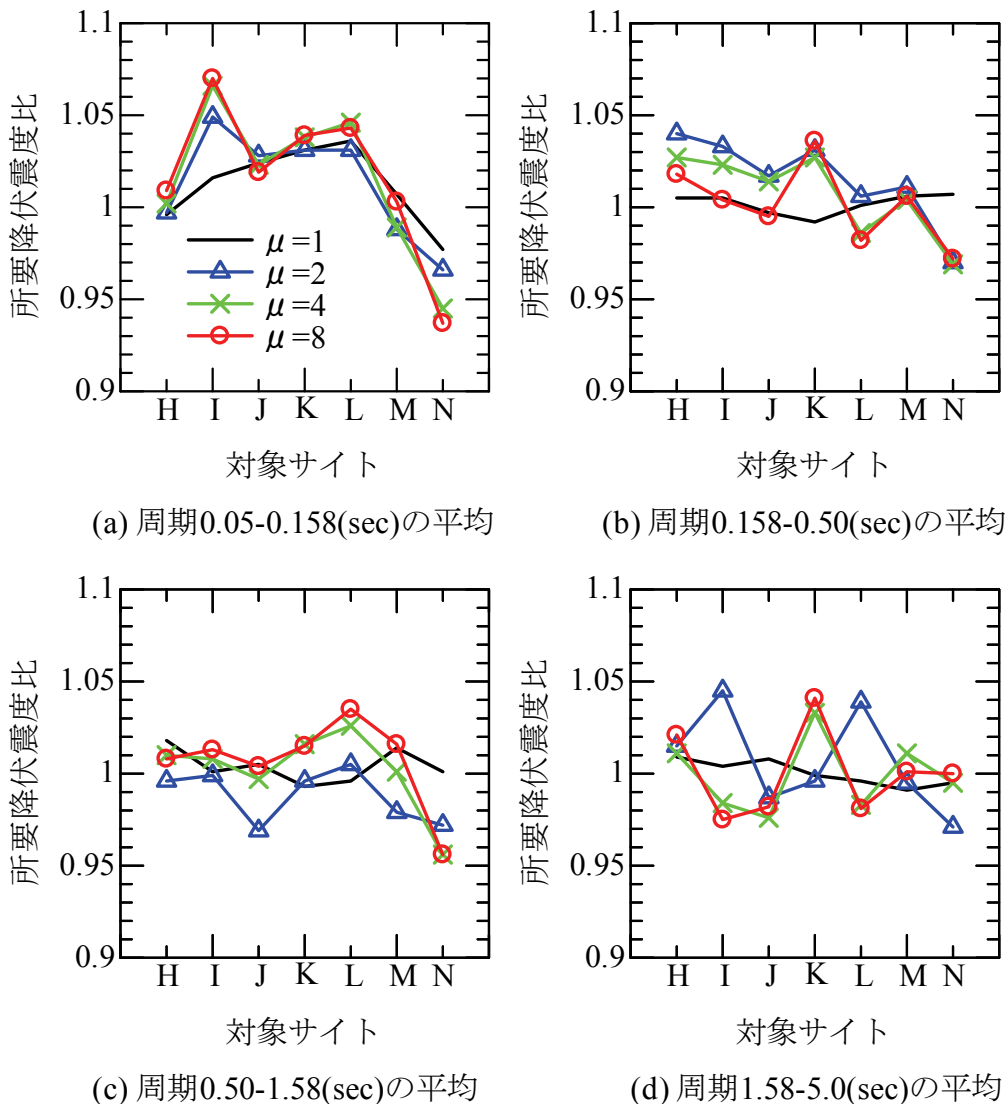 1.1
1.05
1
0.95
0.9
所要降伏震度比
μ=1
μ=2
μ=4
μ=8
H I J K L M N
対象サイト
(a) 周期0.05-0.158(sec)の平均
1.1
1.05
1
0.95
0.9
所要降伏震度比
H I J K L M N
対象サイト
(b) 周期0.158-0.50(sec)の平均
1.1
1.05
1
0.95
0.9
所要降伏震度比
H I J K L M N
対象サイト
(c) 周期0.50-1.58(sec)の平均
1.1
1.05
1
0.95
0.9
所要降伏震度比
H I J K L M N
対象サイト
(d) 周期1.58-5.0(sec)の平均